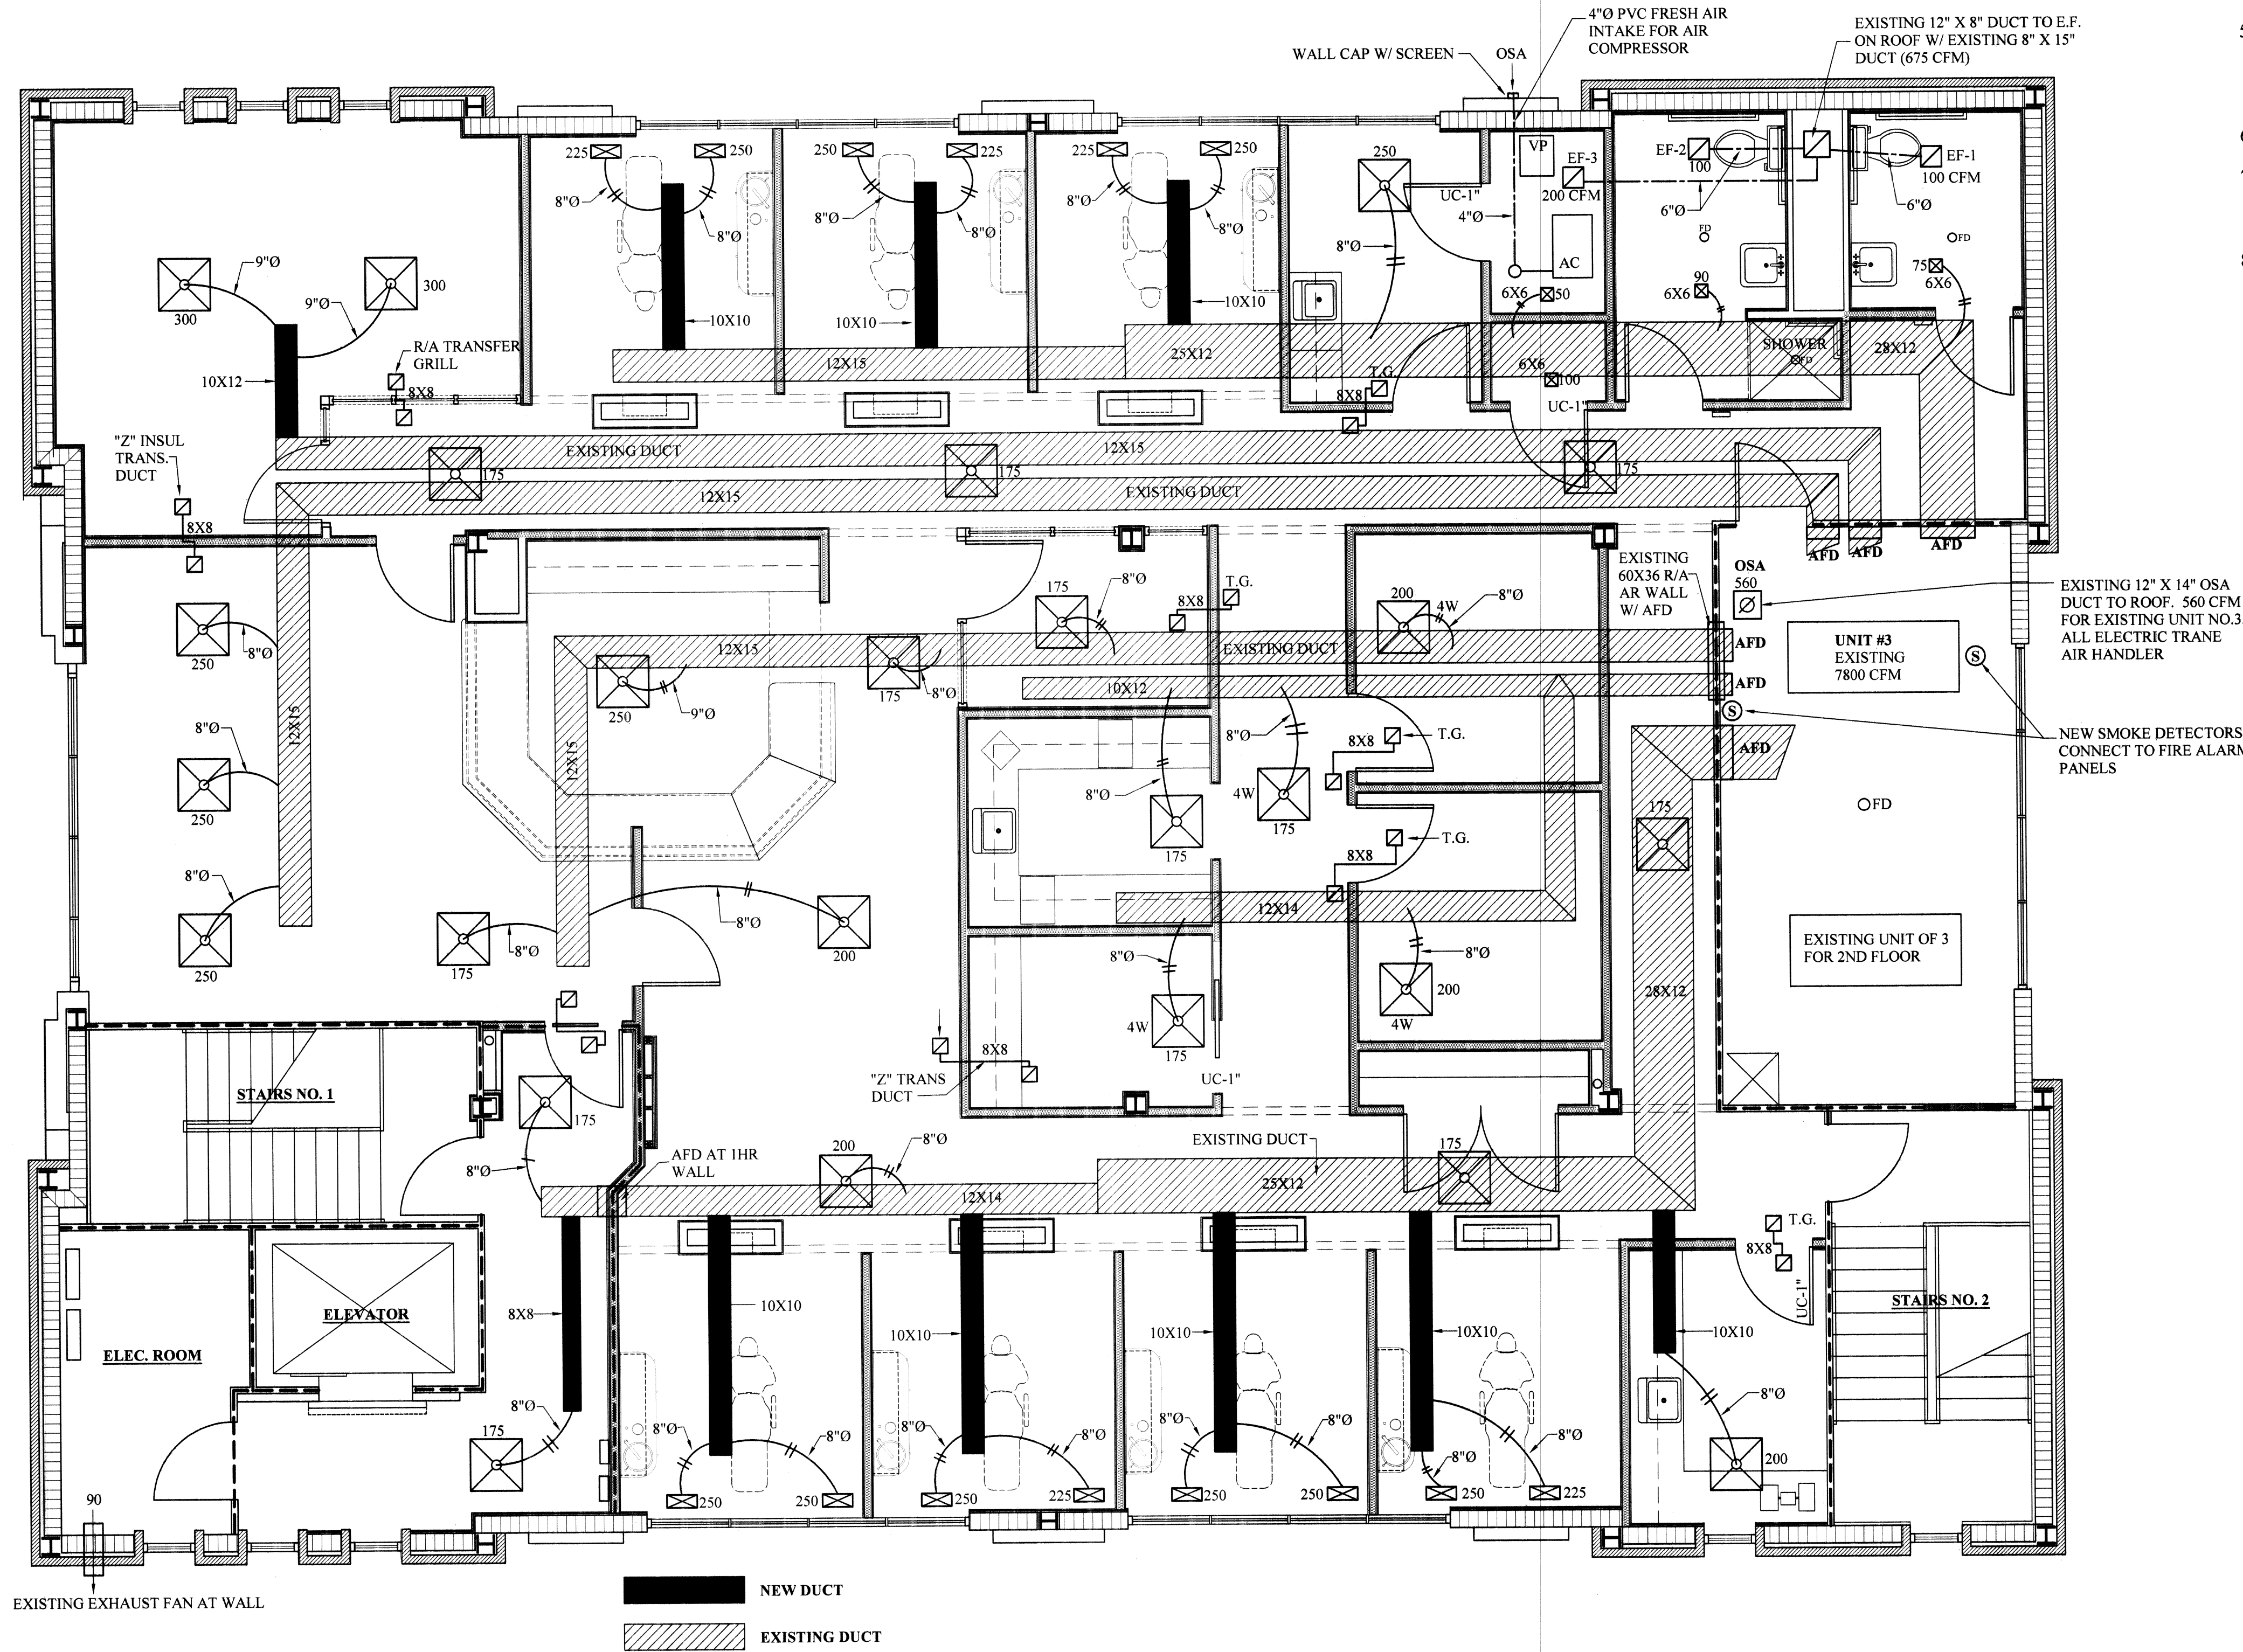 4"Ø PVC FRESH AIR
INTAKE FOR AIR
COMPRESSOR
EXISTING 12" X 8" DUCT TO E.F.
ON ROOF W/ EXISTING 8" X 15"
DUCT (675 CFM)
WALL CAP W/ SCREEN
OSA
225
250
250
225
225
250
250
VP
EF-3
200 CFM
EF-2
100
EF-1
100 CFM
8"Ø
8"Ø
8"Ø
8"Ø
8"Ø
8"Ø
8"Ø
UC-1"
4"Ø
6"Ø
6"Ø
FD
FD
AC
9"Ø
9"Ø
300
300
6X6
50
90
6X6
75
6X6
10X10
10X10
10X10
R/A TRANSFER
GRILL
10X12
8X8
12X15
25X12
SHOWER
FD
28X12
T.G.
8X8
6X6
100
UC-1"
"Z" INSUL
TRANS.
DUCT
EXISTING DUCT
12X15
175
175
175
12X15
EXISTING DUCT
8X8
AFD
AFD
AFD
EXISTING
60X36 R/A
AR WALL
W/ AFD
OSA
560
EXISTING 12" X 14" OSA
DUCT TO ROOF. 560 CFM
FOR EXISTING UNIT NO.3.
ALL ELECTRIC TRANE
AIR HANDLER
175
8"Ø
T.G.
8X8
200
4W
8"Ø
250
8"Ø
12X15
EXISTING DUCT
AFD
UNIT #3
EXISTING
7800 CFM
S
250
9"Ø
175
8"Ø
10X12
AFD
S
NEW SMOKE DETECTORS
CONNECT TO FIRE ALARM
PANELS
12X15
12X15
8"Ø
250
8"Ø
8"Ø
175
4W
175
8X8
T.G.
AFD
FD
8X8
T.G.
175
8"Ø
250
175
8"Ø
8"Ø
200
12X14
8"Ø
4W
175
8"Ø
200
4W
28X12
EXISTING UNIT OF 3
FOR 2ND FLOOR
"Z" TRANS
DUCT
8X8
UC-1"
STAIRS NO. 1
175
8"Ø
AFD AT 1HR
WALL
200
8"Ø
EXISTING DUCT
175
12X14
25X12
T.G.
8X8
UC-1"
STAIRS NO. 2
ELEVATOR
ELEC. ROOM
8X8
10X10
10X10
10X10
10X10
10X10
8"Ø
175
8"Ø
8"Ø
8"Ø
8"Ø
8"Ø
8"Ø
8"Ø
8"Ø
8"Ø
200
250
250
250
225
250
250
250
225
90
EXISTING EXHAUST FAN AT WALL
NEW DUCT
EXISTING DUCT